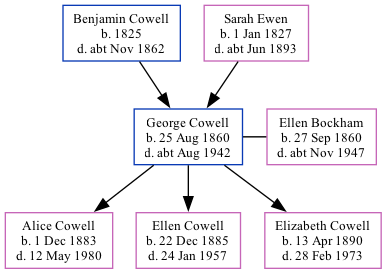 Benjamin Cowell
b. 1825
d. abt Nov 1862
Sarah Ewen
b. 1 Jan 1827
d. abt Jun 1893
George Cowell
b. 25 Aug 1860
d. abt Aug 1942
Ellen Bockham
b. 27 Sep 1860
d. abt Nov 1947
Alice Cowell
b. 1 Dec 1883
d. 12 May 1980
Ellen Cowell
b. 22 Dec 1885
d. 24 Jan 1957
Elizabeth Cowell
b. 13 Apr 1890
d. 28 Feb 1973